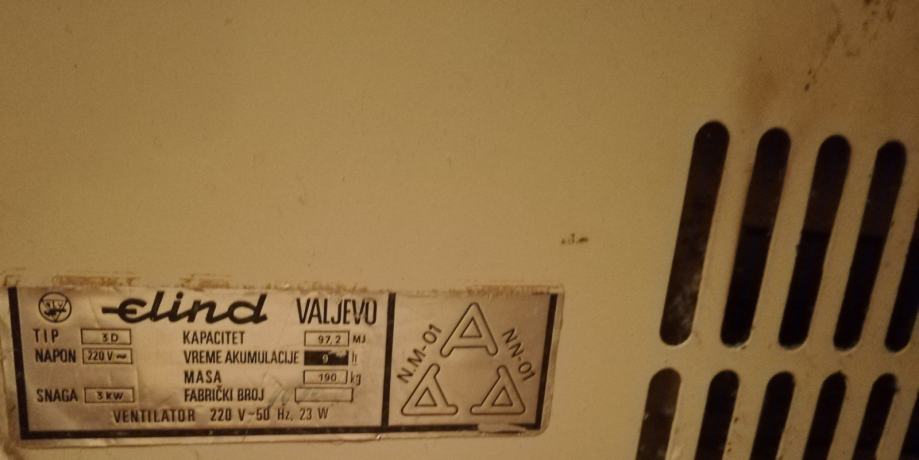 Elind VALJEVO
TIP 3D KAPACITET 97,2 MJ
NAPON 220 V~ VREME AKUMULACIJE 9 h
MASA 190 kg
SNAGA 3 KW FABRIČKI BROJ
VENTILATOR 220 V~50 Hz, 23 W
N.M-01
A
NN-01